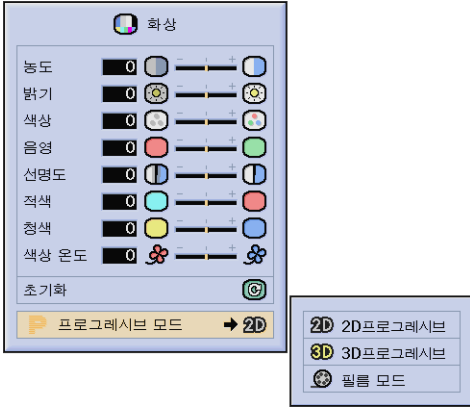 화상
농도 0
밝기 0
색상 0
음영 0
선명도 0
적색 0
청색 0
색상 온도 0
초기화
P 프로그레시브 모드 2D
2D 2D프로그레시브
3D 3D프로그레시브
필름 모드